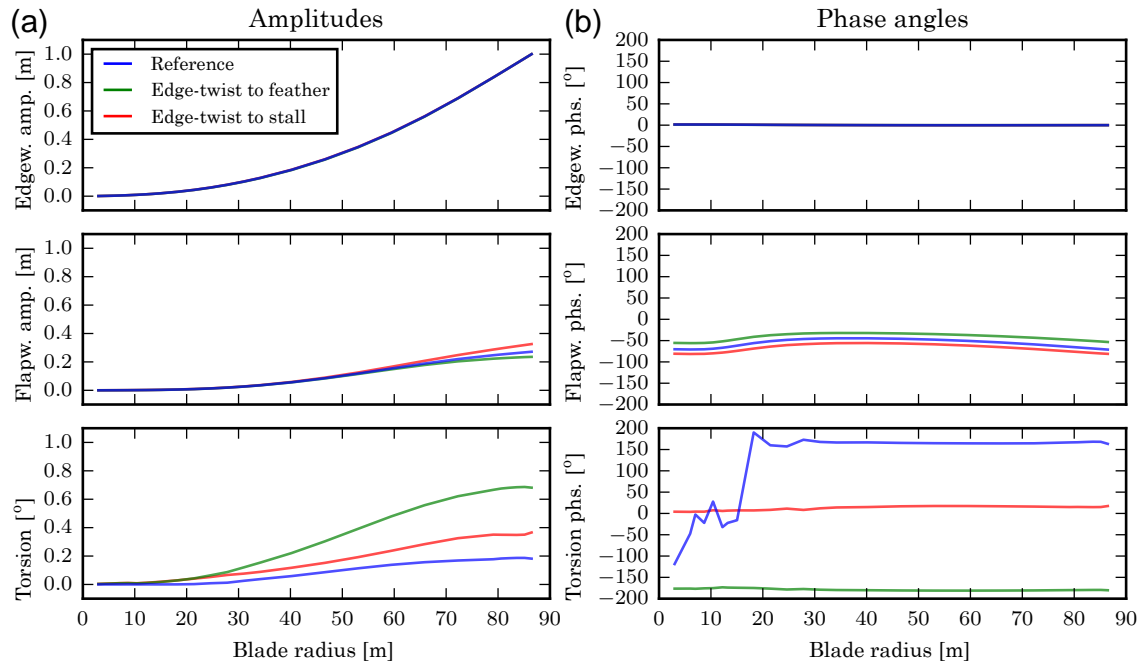 (a)
Amplitudes
(b)
Phase angles
Edgew. amp. [m]
1.0
0.8
0.6
0.4
0.2
0.0
Reference
Edge-twist to feather
Edge-twist to stall
Edgew. phs. [°]
200
150
100
50
0
−50
−100
−150
−200
Flapw. amp. [m]
1.0
0.8
0.6
0.4
0.2
0.0
Flapw. phs. [°]
200
150
100
50
0
−50
−100
−150
−200
Torsion [°]
1.0
0.8
0.6
0.4
0.2
0.0
0 10 20 30 40 50 60 70 80 90
Blade radius [m]
Torsion phs. [°]
200
150
100
50
0
−50
−100
−150
−200
0 10 20 30 40 50 60 70 80 90
Blade radius [m]